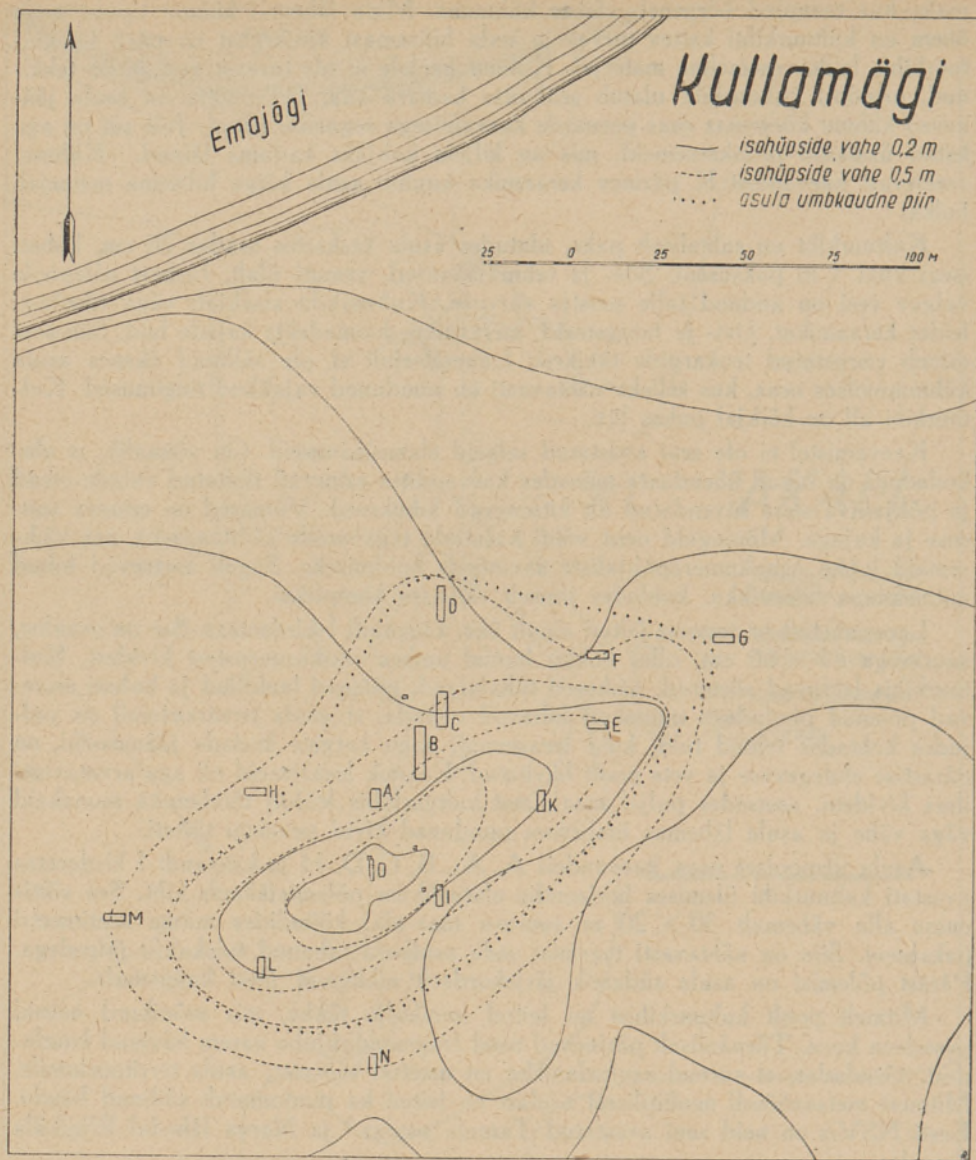 Kullamägi
Emajõgi
isohüpside vahe 0,2 m
isohüpside vahe 0,5 m
asula umbkaudne piir
25 0 25 50 75 100 M
D
F
G
C
E
B
H
A
K
O
I
M
L
N